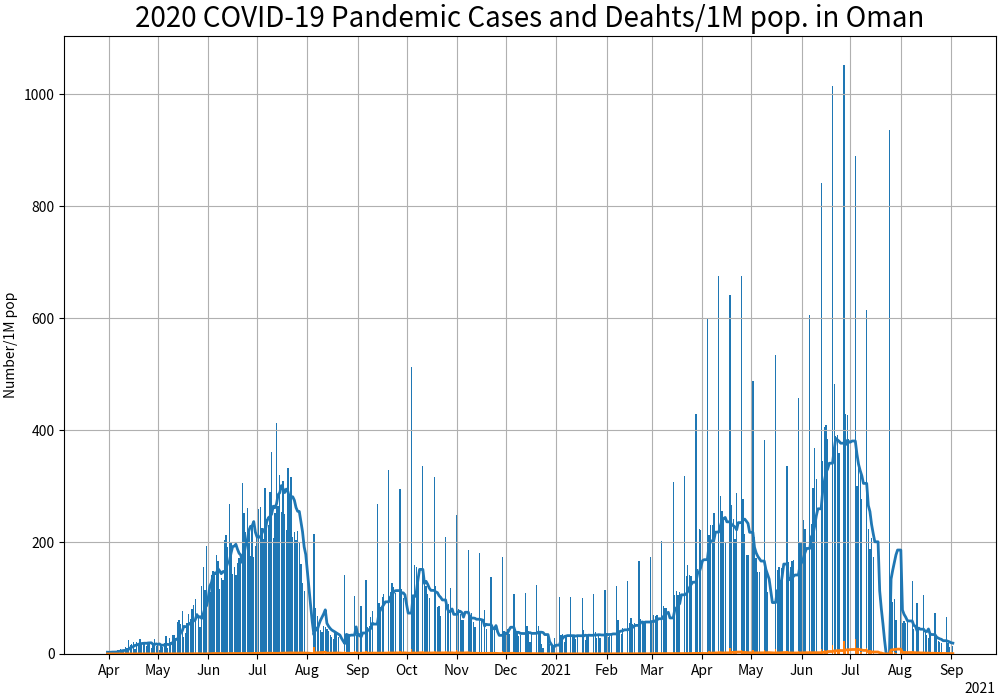 2020 COVID-19 Pandemic Cases and Deahts/1M pop. in Oman
Number/1M pop
1000
800
600
400
200
0
Apr May Jun Jul Aug Sep Oct Nov Dec 2021 Feb Mar Apr May Jun Jul Aug Sep
2021